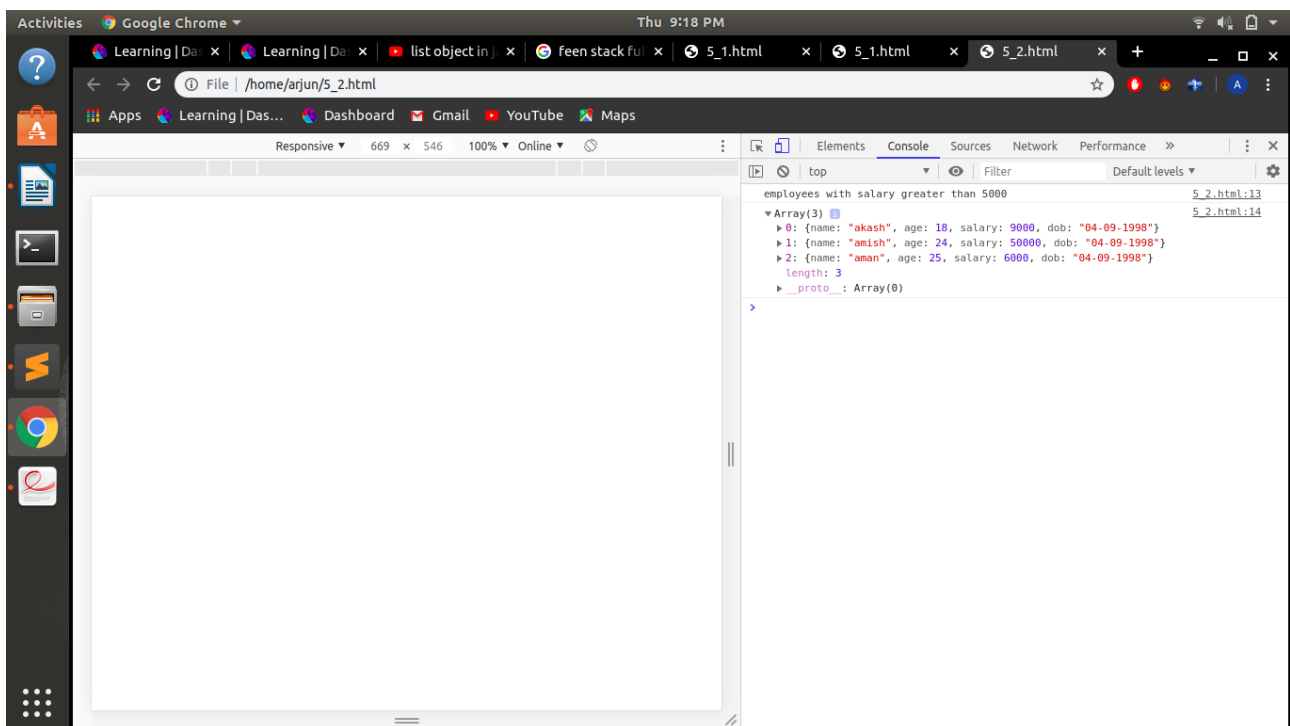 Activities Google Chrome ▾ Thu 9:18 PM
Learning | Das × Learning | Das × list object in j × feen stack ful × 5_1.html × 5_1.html × 5_2.html × +
File | /home/arjun/5_2.html A
Apps Learning | Das... Dashboard Gmail YouTube Maps
Responsive ▼ 669 × 546 100% ▼ Online ▼
Elements Console Sources Network Performance »
top ▼ Filter Default levels ▼
employees with salary greater than 5000 5_2.html:13
▼Array(3) 5_2.html:14
▶0: {name: "akash", age: 18, salary: 9000, dob: "04-09-1998"}
▶1: {name: "amish", age: 24, salary: 50000, dob: "04-09-1998"}
▶2: {name: "aman", age: 25, salary: 6000, dob: "04-09-1998"}
length: 3
▶__proto__: Array(0)
>